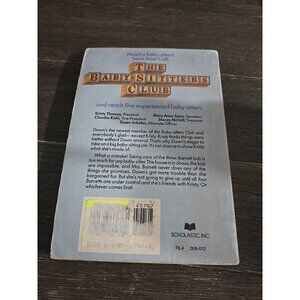 Need a baby-sitter?
Save time! Call:
THE
BABY-SITTERS
CLUB
and reach five experienced baby-sitters.
Kristy Thomas, President
Claudia Kishi, Vice President
Mary Anne Spier, Secretary
Stacey McGill, Treasurer
Dawn Schafer, Alternate Officer
Dawn's the newest member of the Baby-sitters Club and
everybody's glad—except Kristy. Kristy thinks things were
better without Dawn around. That's why Dawn's eager to
take on a big baby-sitting job. It's her chance to show Kristy
what she's made of.
What a mistake! Taking care of the three Barrett kids is
too much for any baby-sitter. The house is in chaos, the kids
are impossible, and Mrs. Barrett never does any of the
things she promises. Dawn's got more trouble than she
bargained for. But she's not going to give up until all four
Barretts are under control and she's friends with Kristy. Or
whichever comes first!
40747
SCHOLASTIC INC.
RL4 008-012